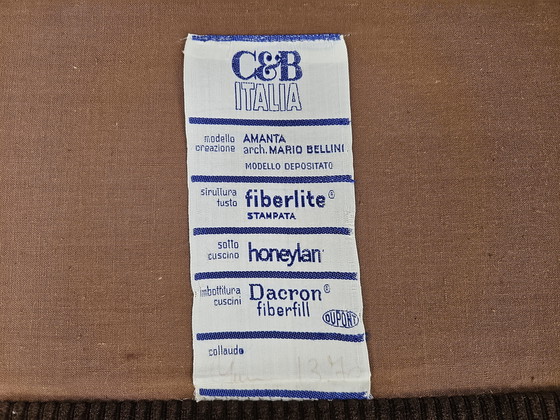 C&B
ITALIA
modello AMANTA
creazione arch. MARIO BELLINI
MODELLO DEPOSITATO
struttura fusto fiberlite®
STAMPATA
sotto cuscino honeylan
imbottitura cuscini Dacron®
fiberfill
DUPONT
collaudo